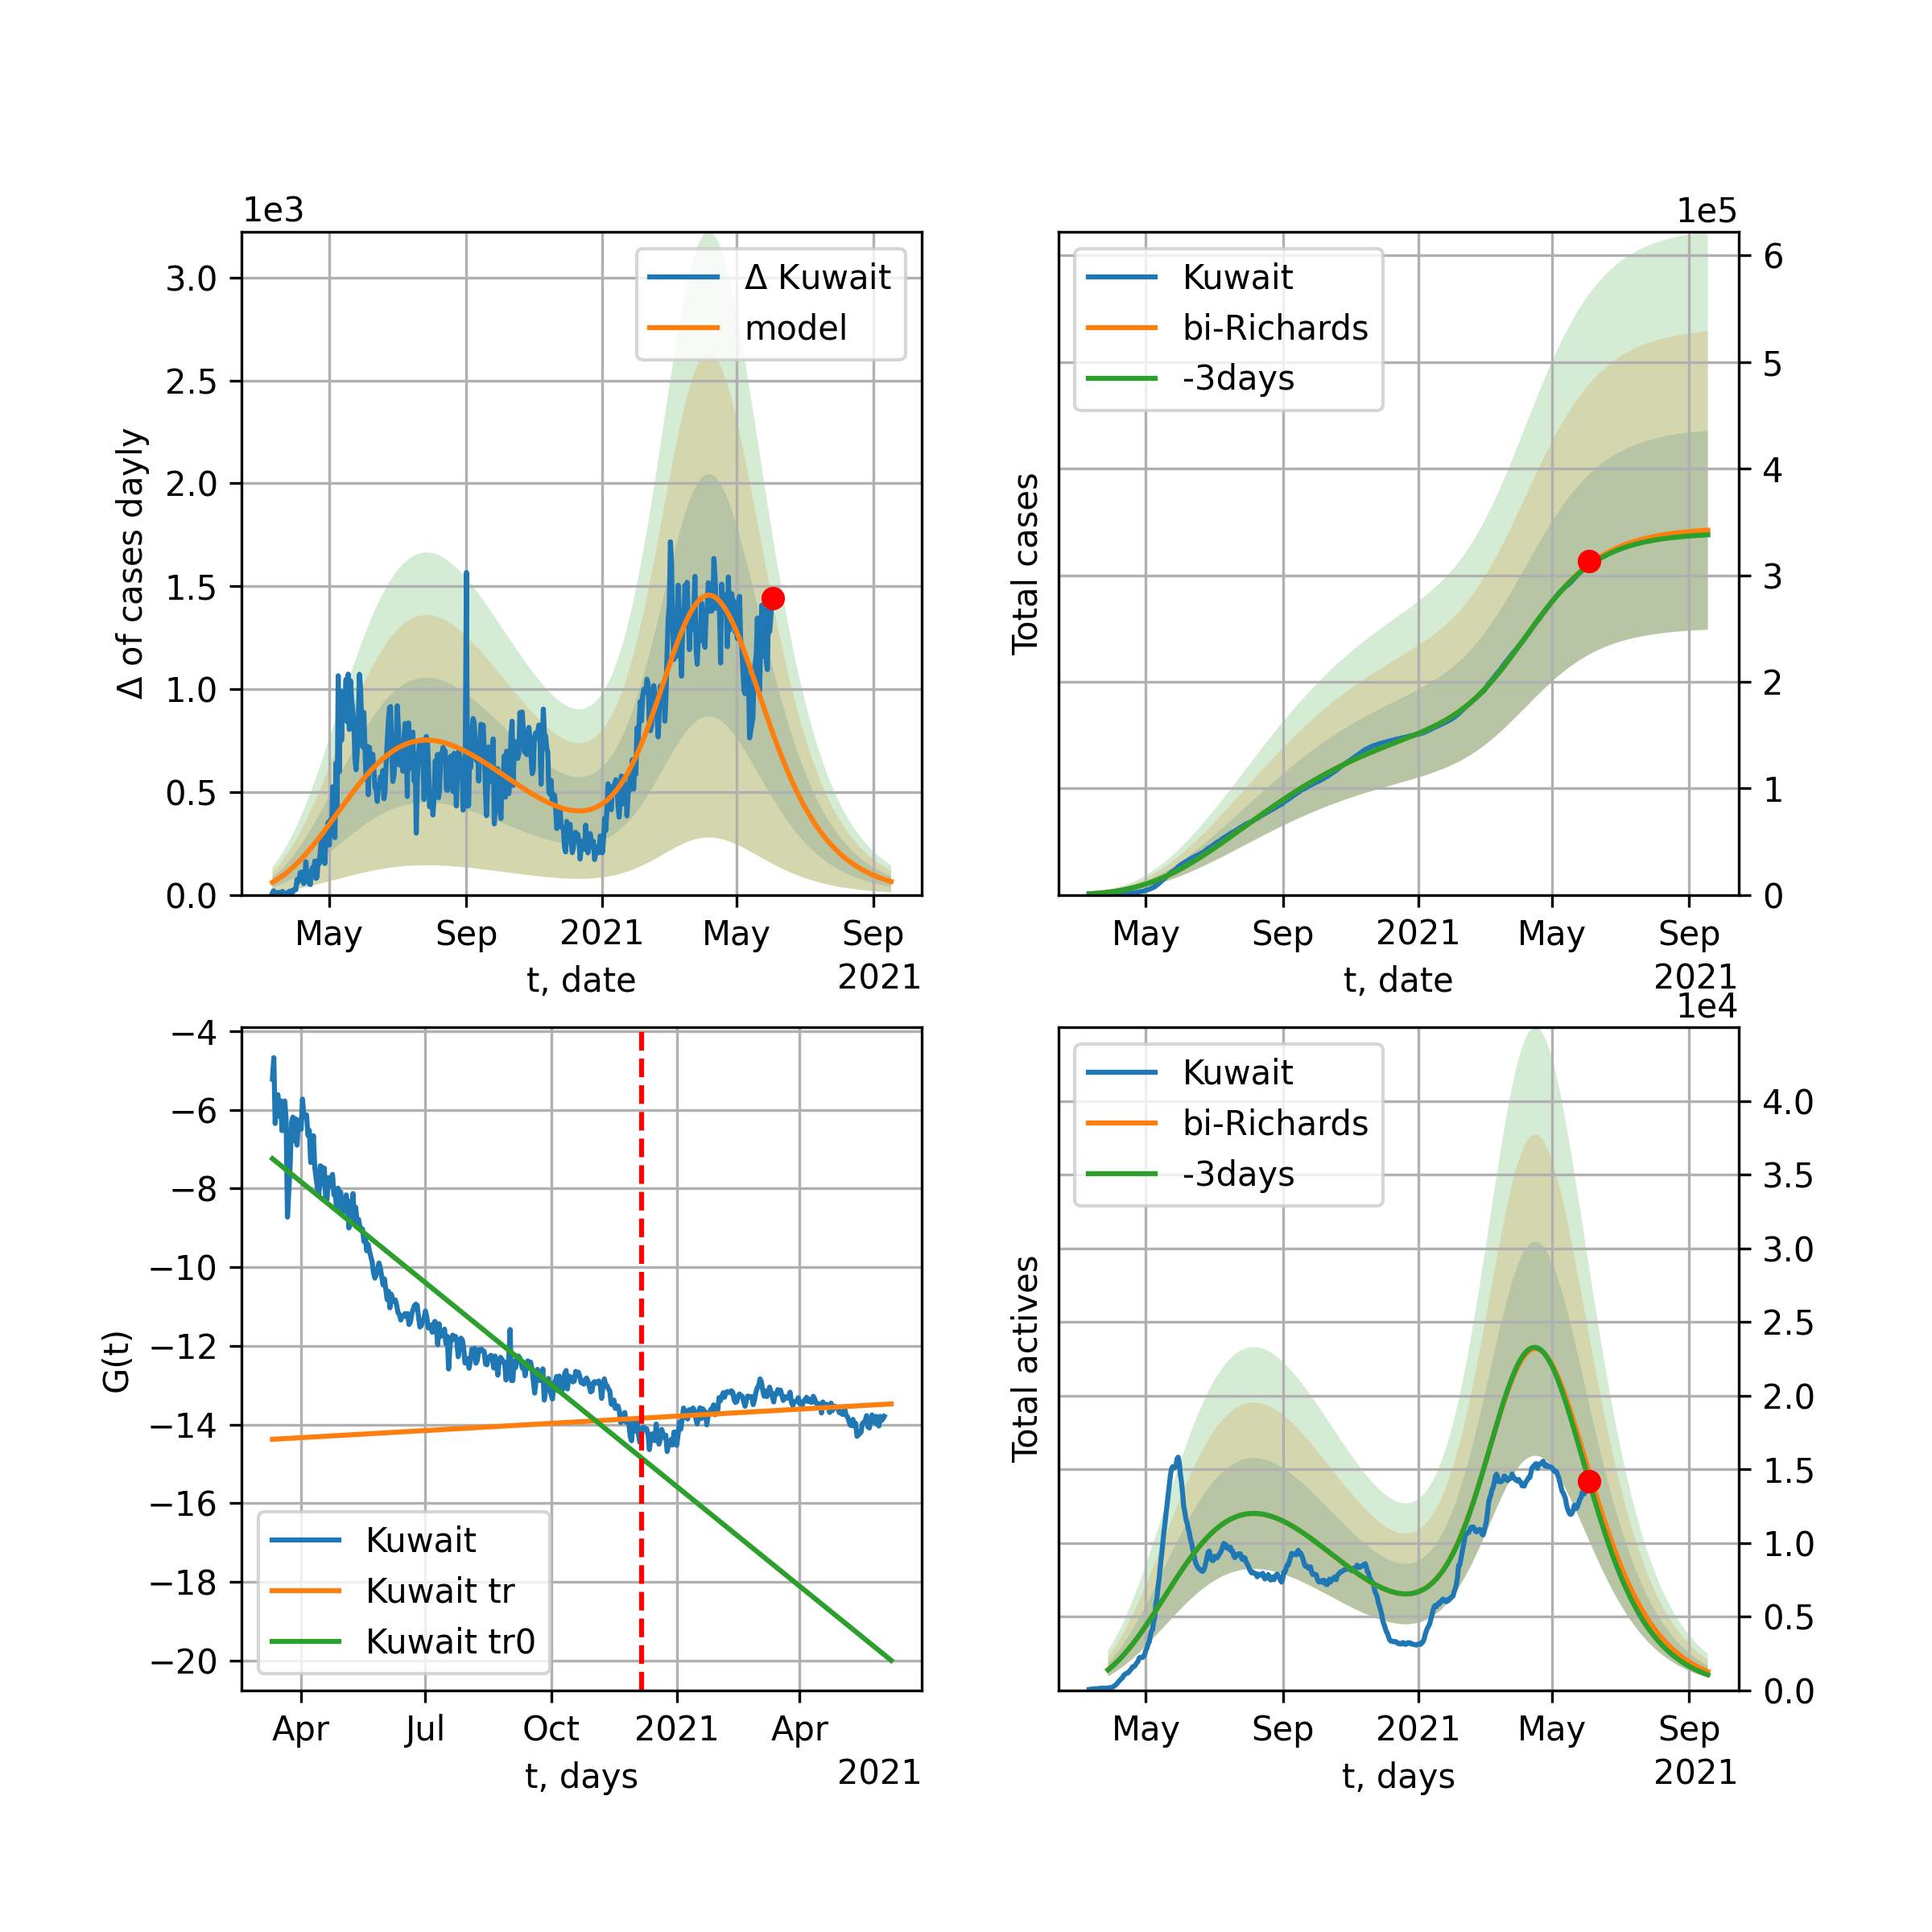 1e3
3.0
2.5
2.0
1.5
1.0
0.5
0.0
Δ of cases dayly
Δ Kuwait
model
May Sep 2021 May Sep
t, date
2021
1e5
6
5
4
3
2
1
0
Total cases
Kuwait
bi-Richards
-3days
May Sep 2021 May Sep
t, date
2021
−4
−6
−8
−10
−12
−14
−16
−18
−20
G(t)
Kuwait
Kuwait tr
Kuwait tr0
Apr Jul Oct 2021 Apr
t, days
2021
1e4
4.0
3.5
3.0
2.5
2.0
1.5
1.0
0.5
0.0
Total actives
Kuwait
bi-Richards
-3days
May Sep 2021 May Sep
t, days
2021